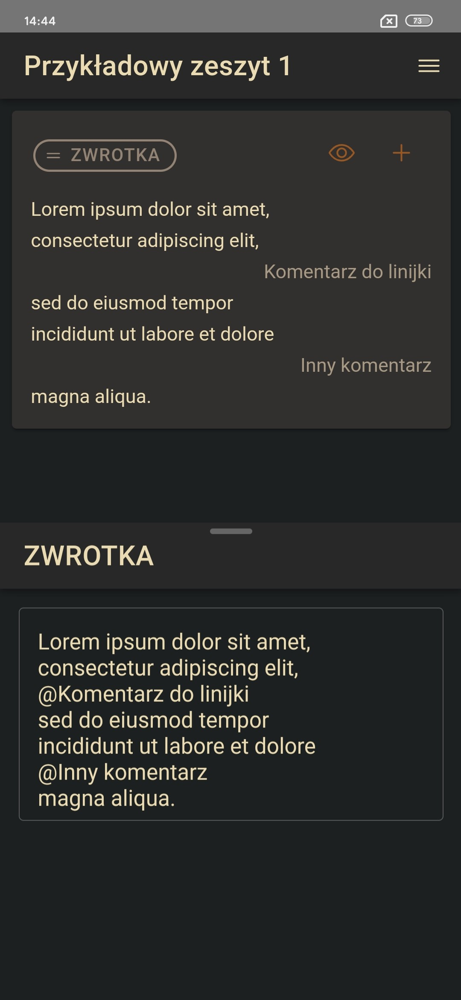 14:44
73
Przykładowy zeszyt 1
ZWROTKA
Lorem ipsum dolor sit amet,
consectetur adipiscing elit,
Komentarz do linijki
sed do eiusmod tempor
incididunt ut labore et dolore
Inny komentarz
magna aliqua.
ZWROTKA
Lorem ipsum dolor sit amet,
consectetur adipiscing elit,
@Komentarz do linijki
sed do eiusmod tempor
incididunt ut labore et dolore
@Inny komentarz
magna aliqua.